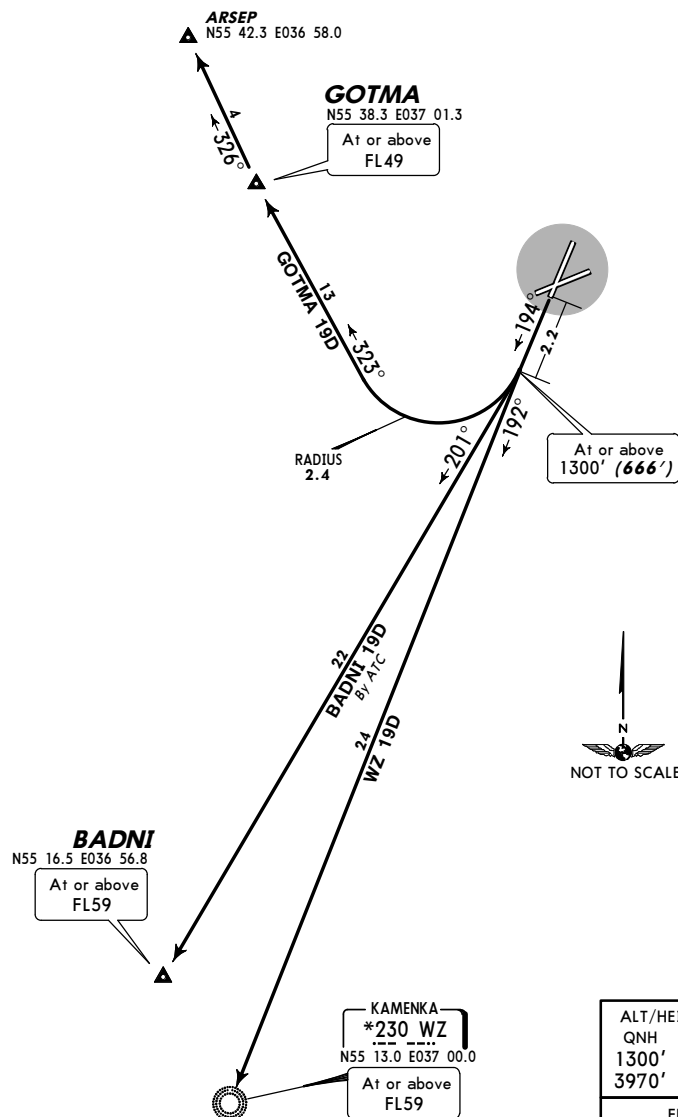 ARSEP
N55 42.3 E036 58.0
GOTMA
N55 38.3 E037 01.3
At or above
FL49
4
326°
13
GOTMA 19D
323°
194°
2.2
RADIUS
2.4
201°
192°
At or above
1300' (666')
22
BADNI 19D
By ATC
24
WZ 19D
N
NOT TO SCALE
BADNI
N55 16.5 E036 56.8
At or above
FL59
KAMENKA
*230 WZ
N55 13.0 E037 00.0
At or above
FL59
ALT/HEI
QNH
1300'
3970'